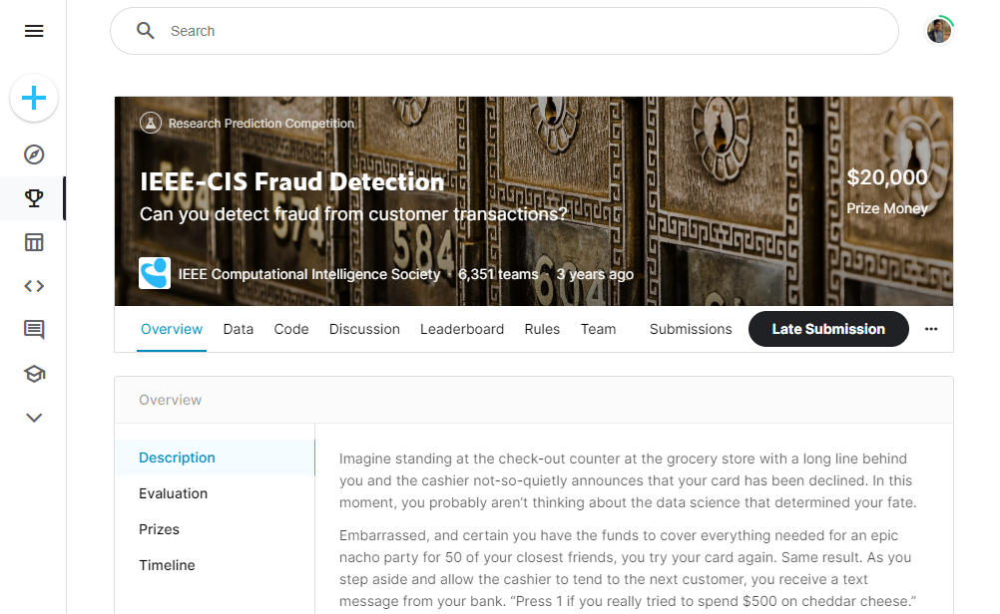 Search
Research Prediction Competition
IEEE-CIS Fraud Detection
Can you detect fraud from customer transactions?
$20,000
Prize Money
574
584
604
IEEE Computational Intelligence Society · 6,351 teams · 3 years ago
Overview Data Code Discussion Leaderboard Rules Team Submissions Late Submission ...
Overview
Description
Evaluation
Prizes
Timeline
Imagine standing at the check-out counter at the grocery store with a long line behind
you and the cashier not-so-quietly announces that your card has been declined. In this
moment, you probably aren’t thinking about the data science that determined your fate.
Embarrassed, and certain you have the funds to cover everything needed for an epic
nacho party for 50 of your closest friends, you try your card again. Same result. As you
step aside and allow the cashier to tend to the next customer, you receive a text
message from your bank. “Press 1 if you really tried to spend $500 on cheddar cheese.”